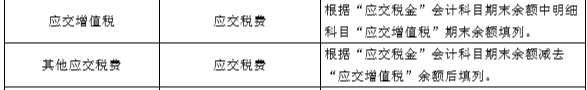 应交增值税
应交税费
根据“应交税金”会计科目期末余额中明细
科目“应交增值税”期末余额填列。
其他应交税费
应交税费
根据“应交税金”会计科目期末余额减去
“应交增值税”余额后填列。